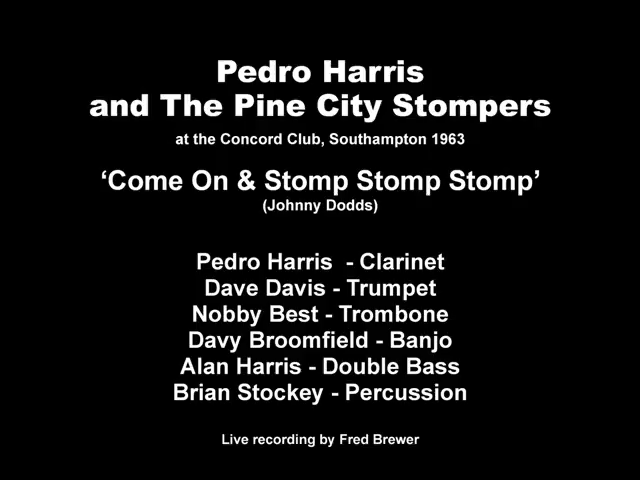 Pedro Harris
and The Pine City Stompers
at the Concord Club, Southampton 1963
‘Come On & Stomp Stomp Stomp’
(Johnny Dodds)
Pedro Harris - Clarinet
Dave Davis - Trumpet
Nobby Best - Trombone
Davy Broomfield - Banjo
Alan Harris - Double Bass
Brian Stockey - Percussion
Live recording by Fred Brewer